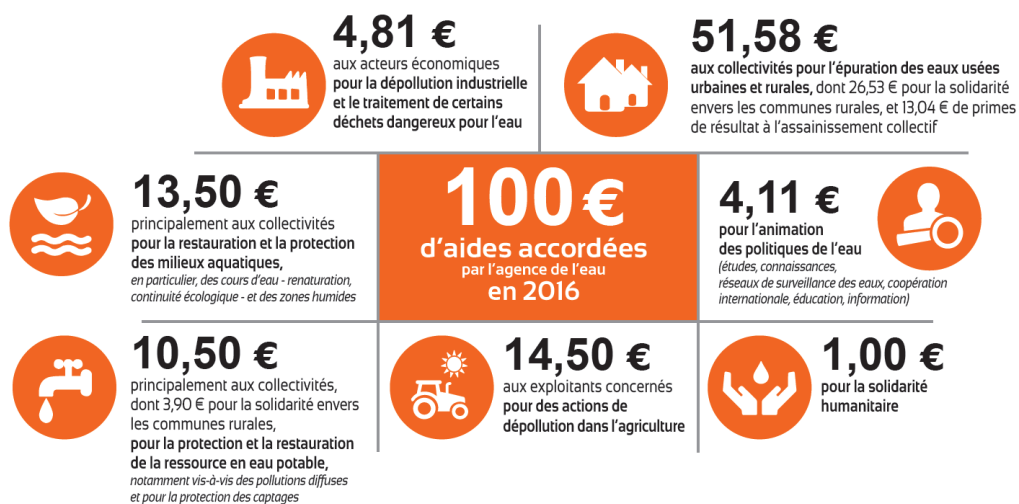 4,81 €
aux acteurs économiques
pour la dépollution industrielle
et le traitement de certains
déchets dangereux pour l'eau
51,58 €
aux collectivités pour l'épuration des eaux usées
urbaines et rurales, dont 26,53 € pour la solidarité
envers les communes rurales, et 13,04 € de primes
de résultat à l'assainissement collectif
13,50 €
principalement aux collectivités
pour la restauration et la protection
des milieux aquatiques,
en particulier, des cours d'eau - renaturation,
continuité écologique - et des zones humides
100 €
d'aides accordées
par l'agence de l'eau
en 2016
4,11 €
pour l'animation
des politiques de l'eau
(études, connaissances,
réseaux de surveillance des eaux, coopération
internationale, éducation, information)
10,50 €
principalement aux collectivités,
dont 3,90 € pour la solidarité envers
les communes rurales,
pour la protection et la restauration
de la ressource en eau potable,
notamment vis-à-vis des pollutions diffuses
et pour la protection des captages
14,50 €
aux exploitants concernés
pour des actions de
dépollution dans l'agriculture
1,00 €
pour la solidarité
humanitaire